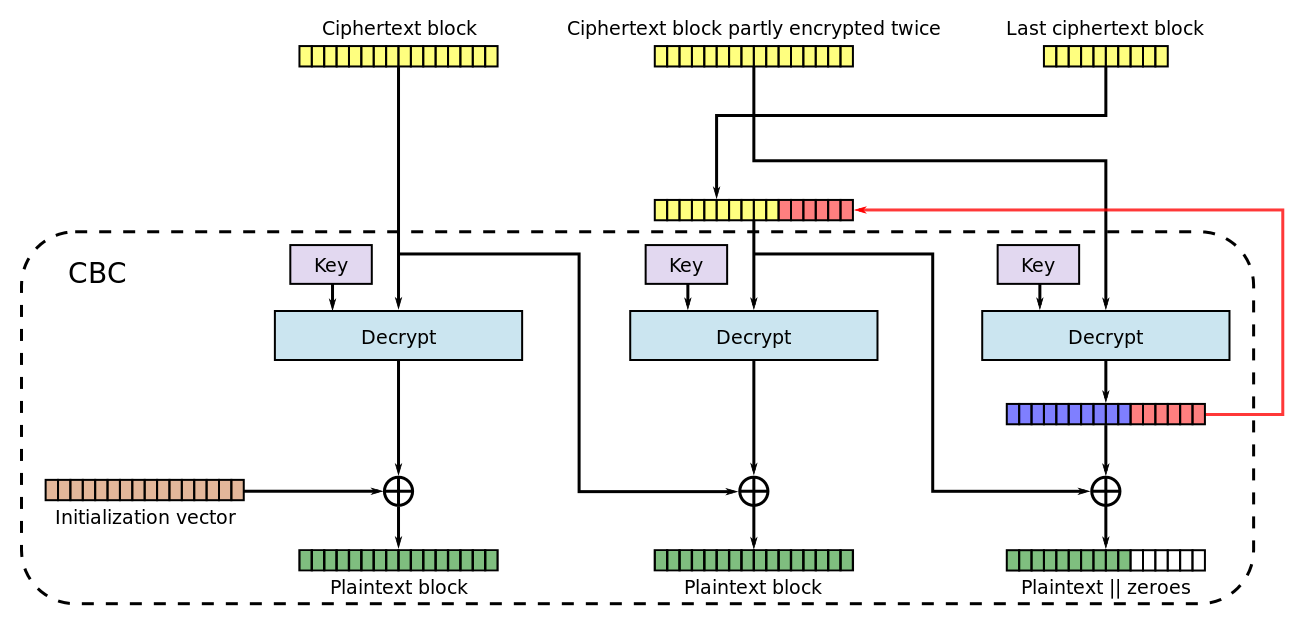 Ciphertext block
Ciphertext block partly encrypted twice
Last ciphertext block
CBC
Key
Key
Key
Decrypt
Decrypt
Decrypt
Initialization vector
Plaintext block
Plaintext block
Plaintext || zeroes